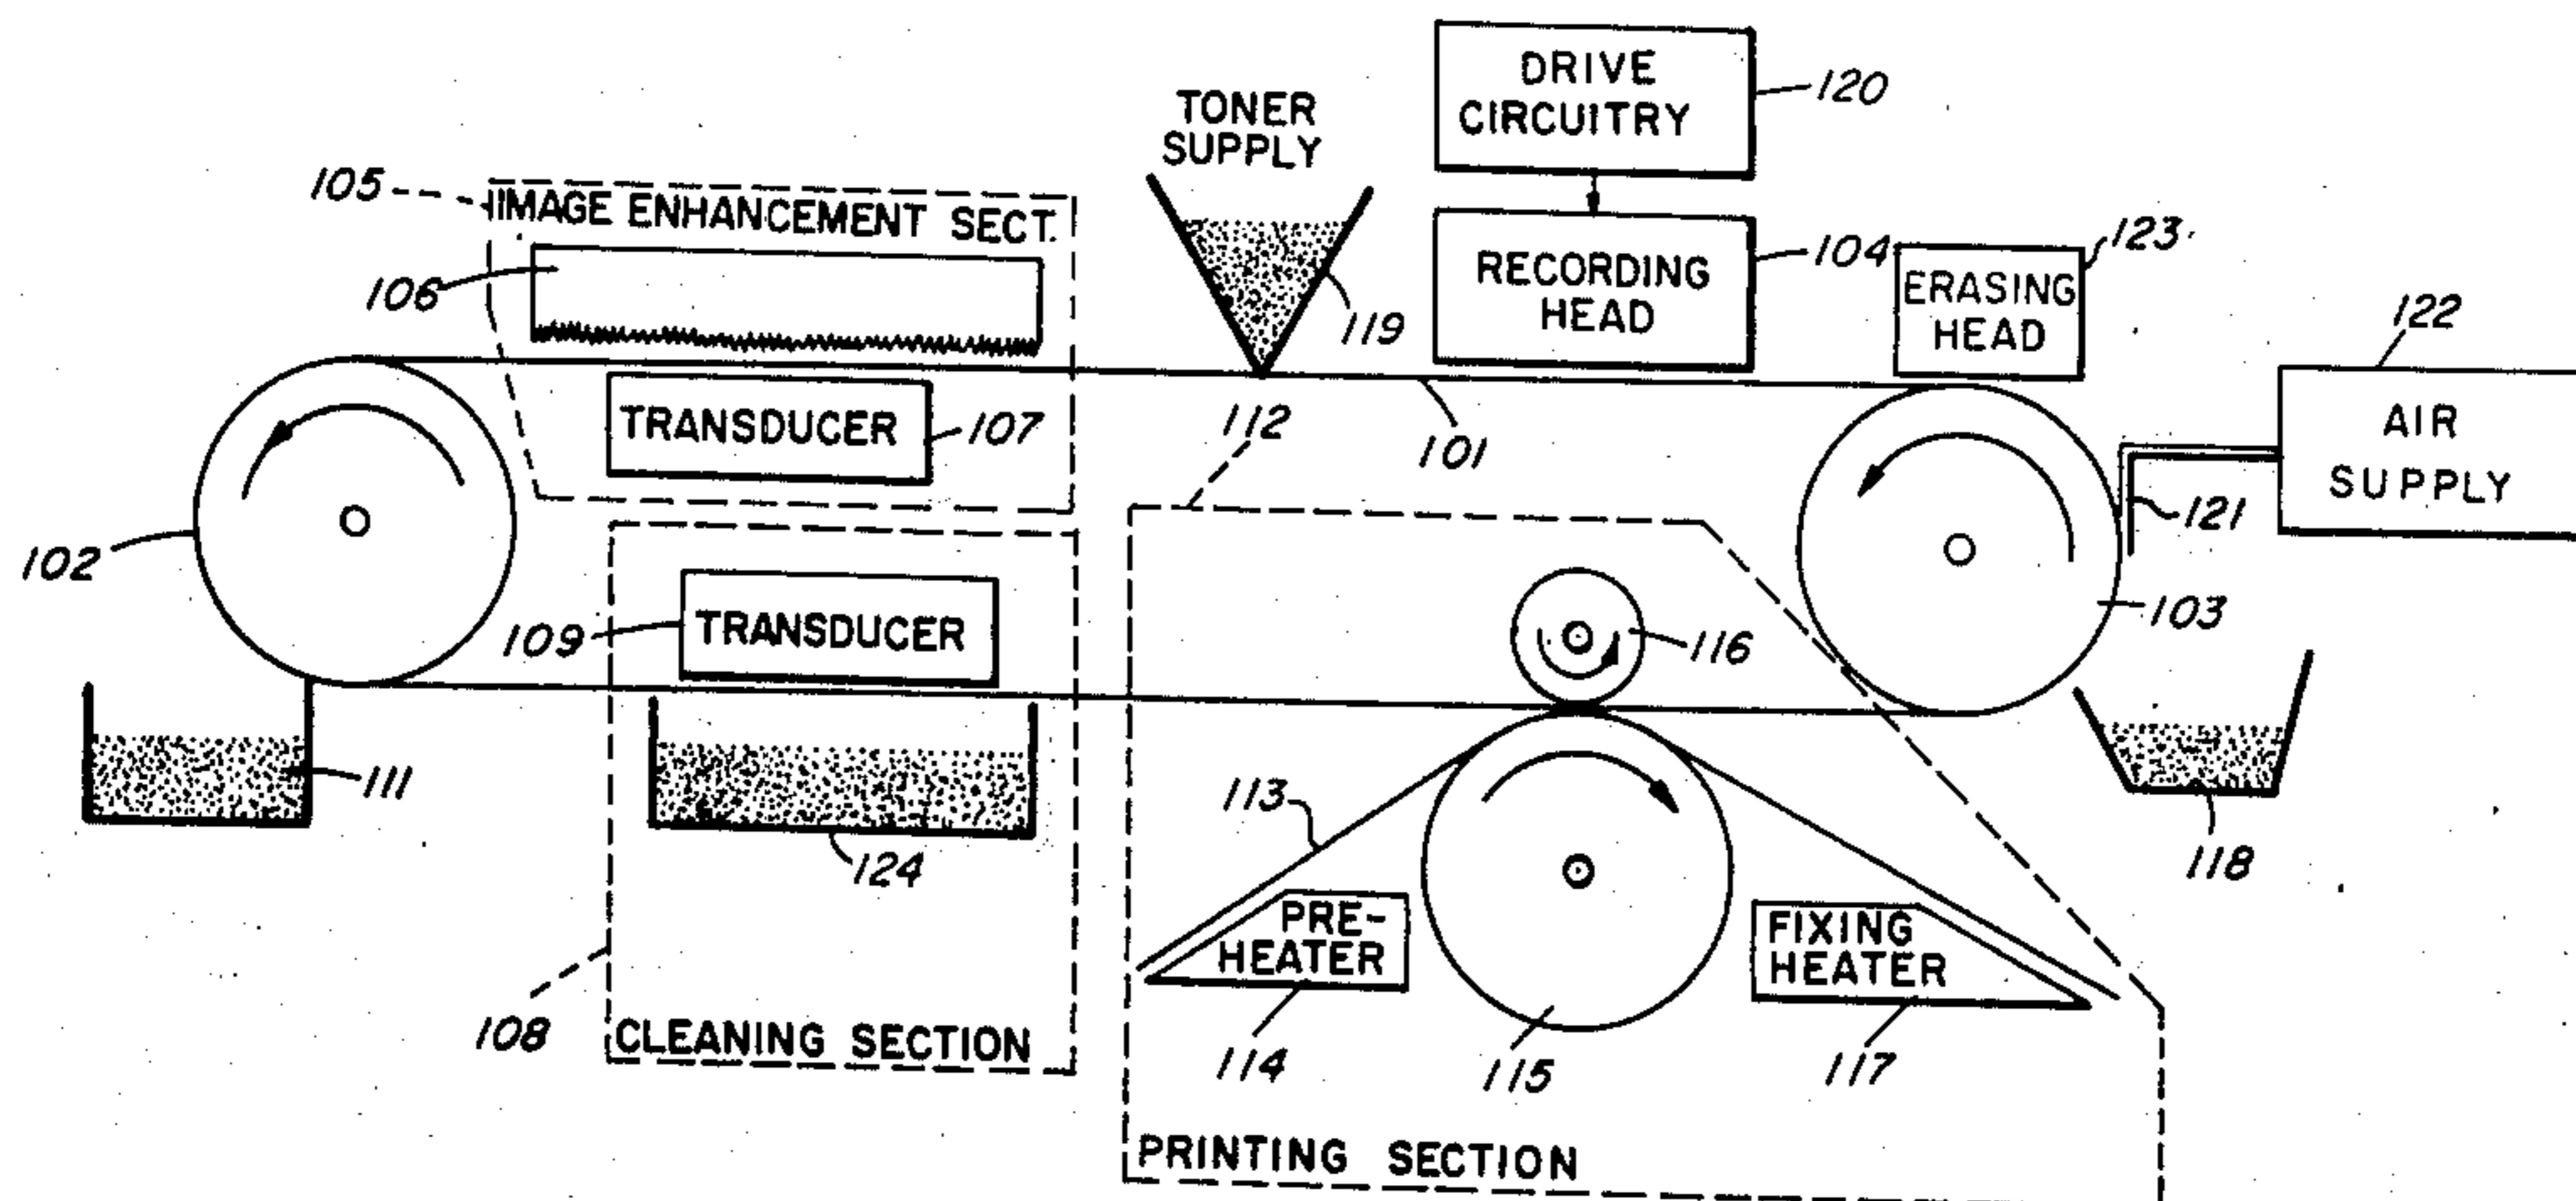 DRIVE
CIRCUITRY
120
TONER
SUPPLY
105
IMAGE ENHANCEMENT SECT.
106
119
RECORDING
HEAD
104
ERASING
HEAD
123
122
AIR
SUPPLY
TRANSDUCER
107
112
101
121
102
109
TRANSDUCER
116
103
111
124
113
118
PRE-
HEATER
FIXING
HEATER
108
CLEANING SECTION
114
115
117
PRINTING SECTION